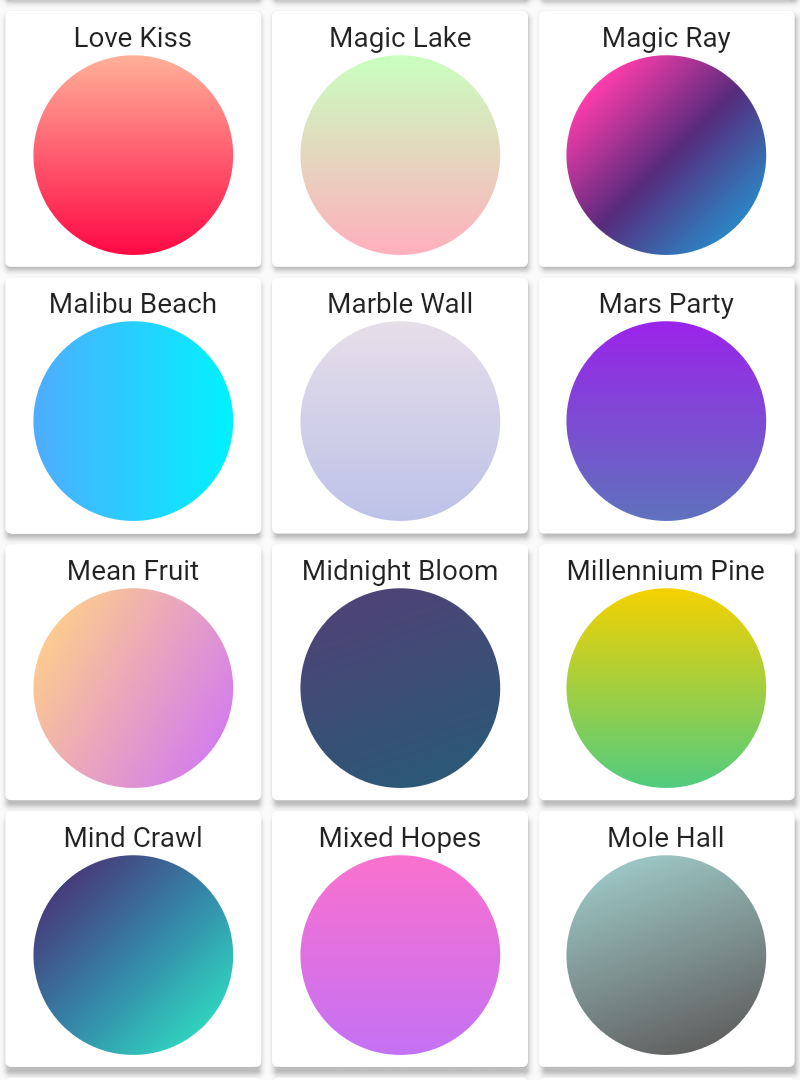 Love Kiss
Magic Lake
Magic Ray
Malibu Beach
Marble Wall
Mars Party
Mean Fruit
Midnight Bloom
Millennium Pine
Mind Crawl
Mixed Hopes
Mole Hall